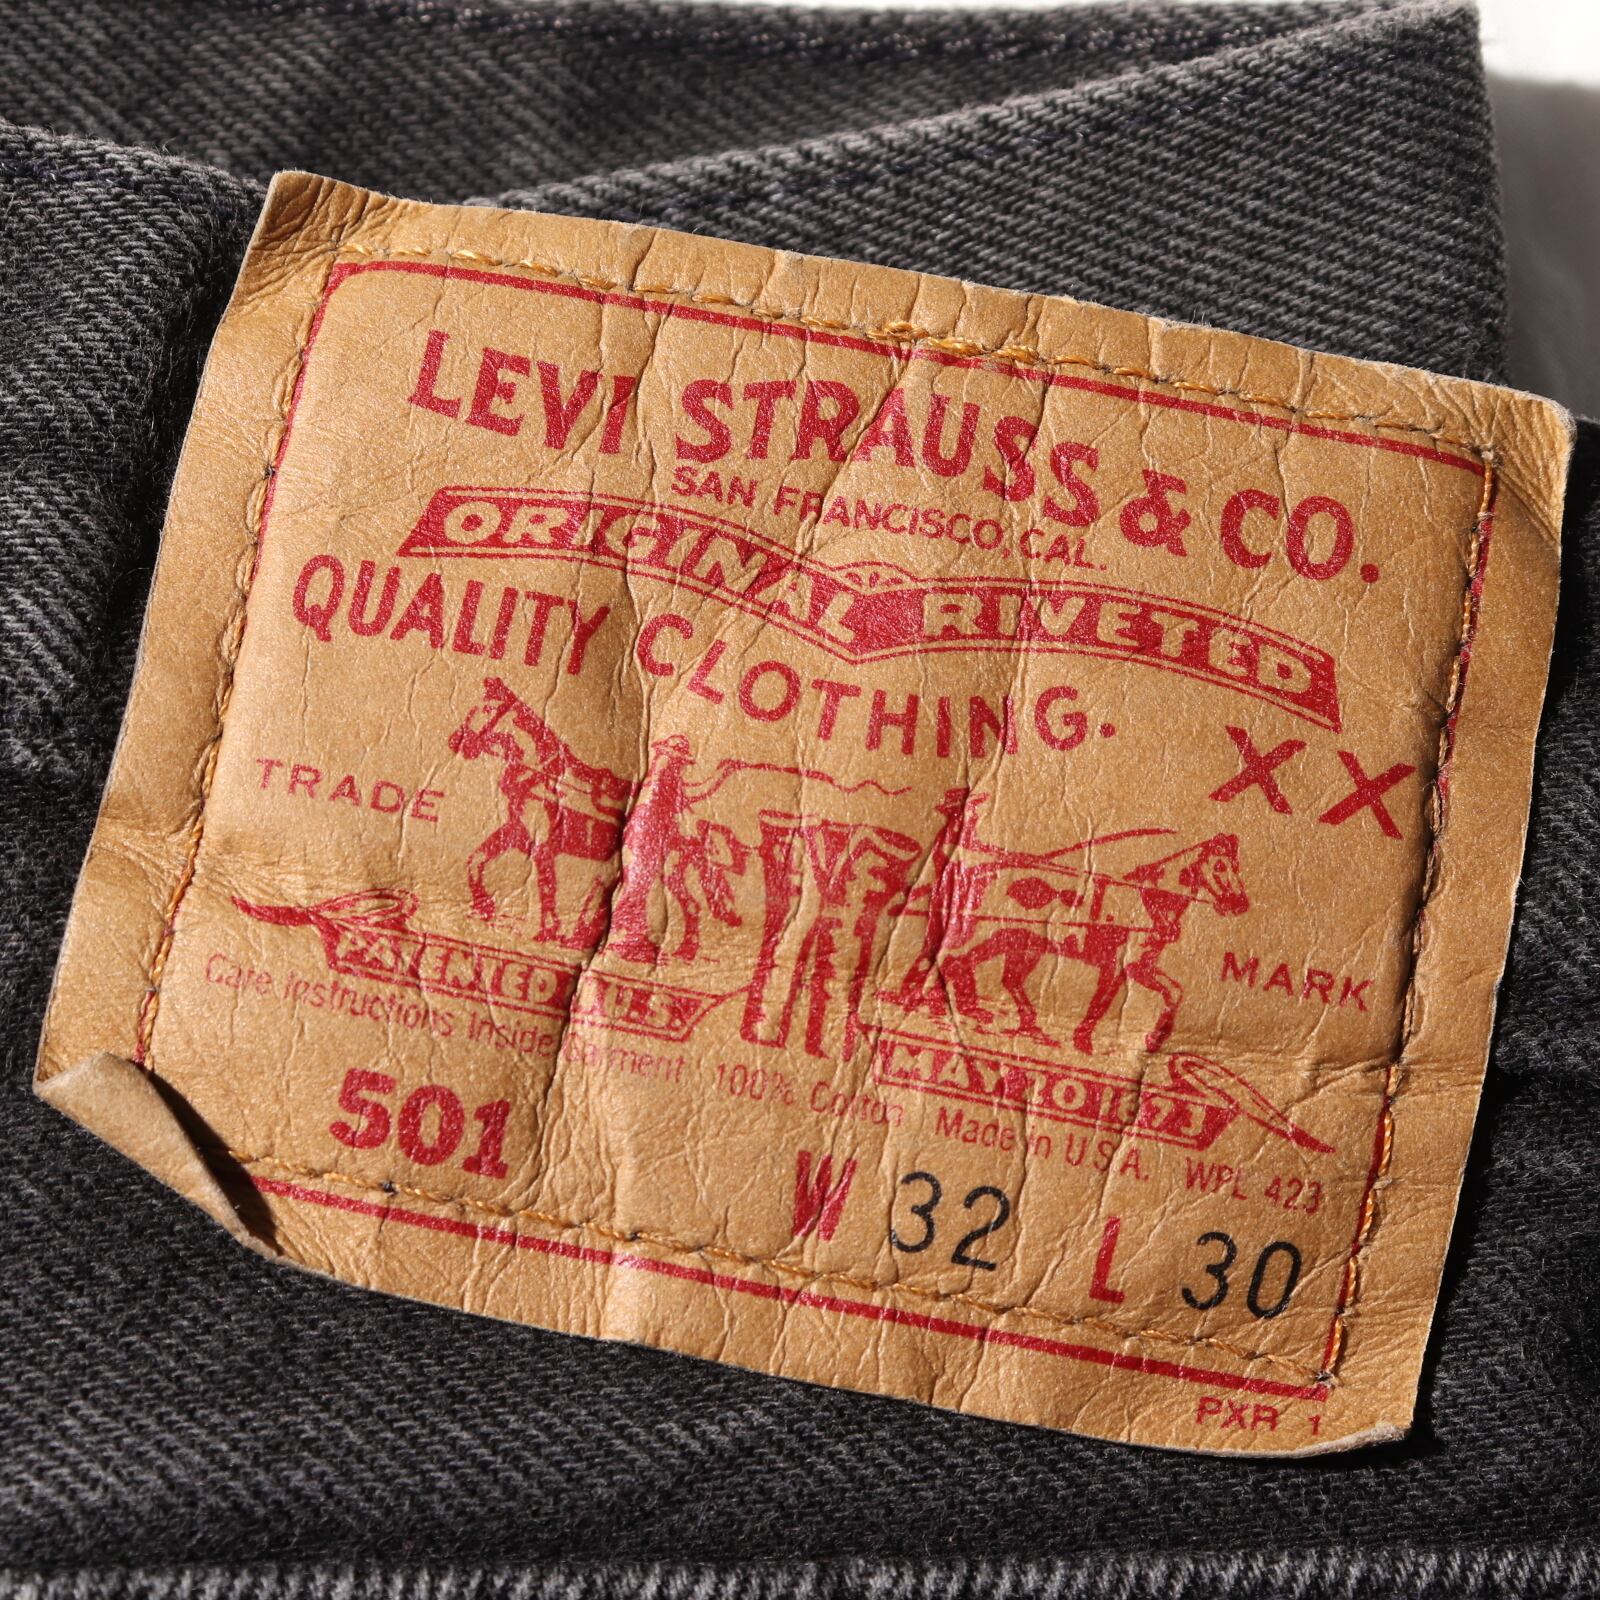 LEVI STRAUSS & CO.
SAN FRANCISCO, CAL.
ORIGINAL RIVETED
QUALITY CLOTHING.
XX
TRADE MARK
PATENTED U.S.
MAY 20 1873
Care Instructions Inside Garment 100% Cotton Made in U.S.A. WPL 423
501 W 32 L 30
PXR 1